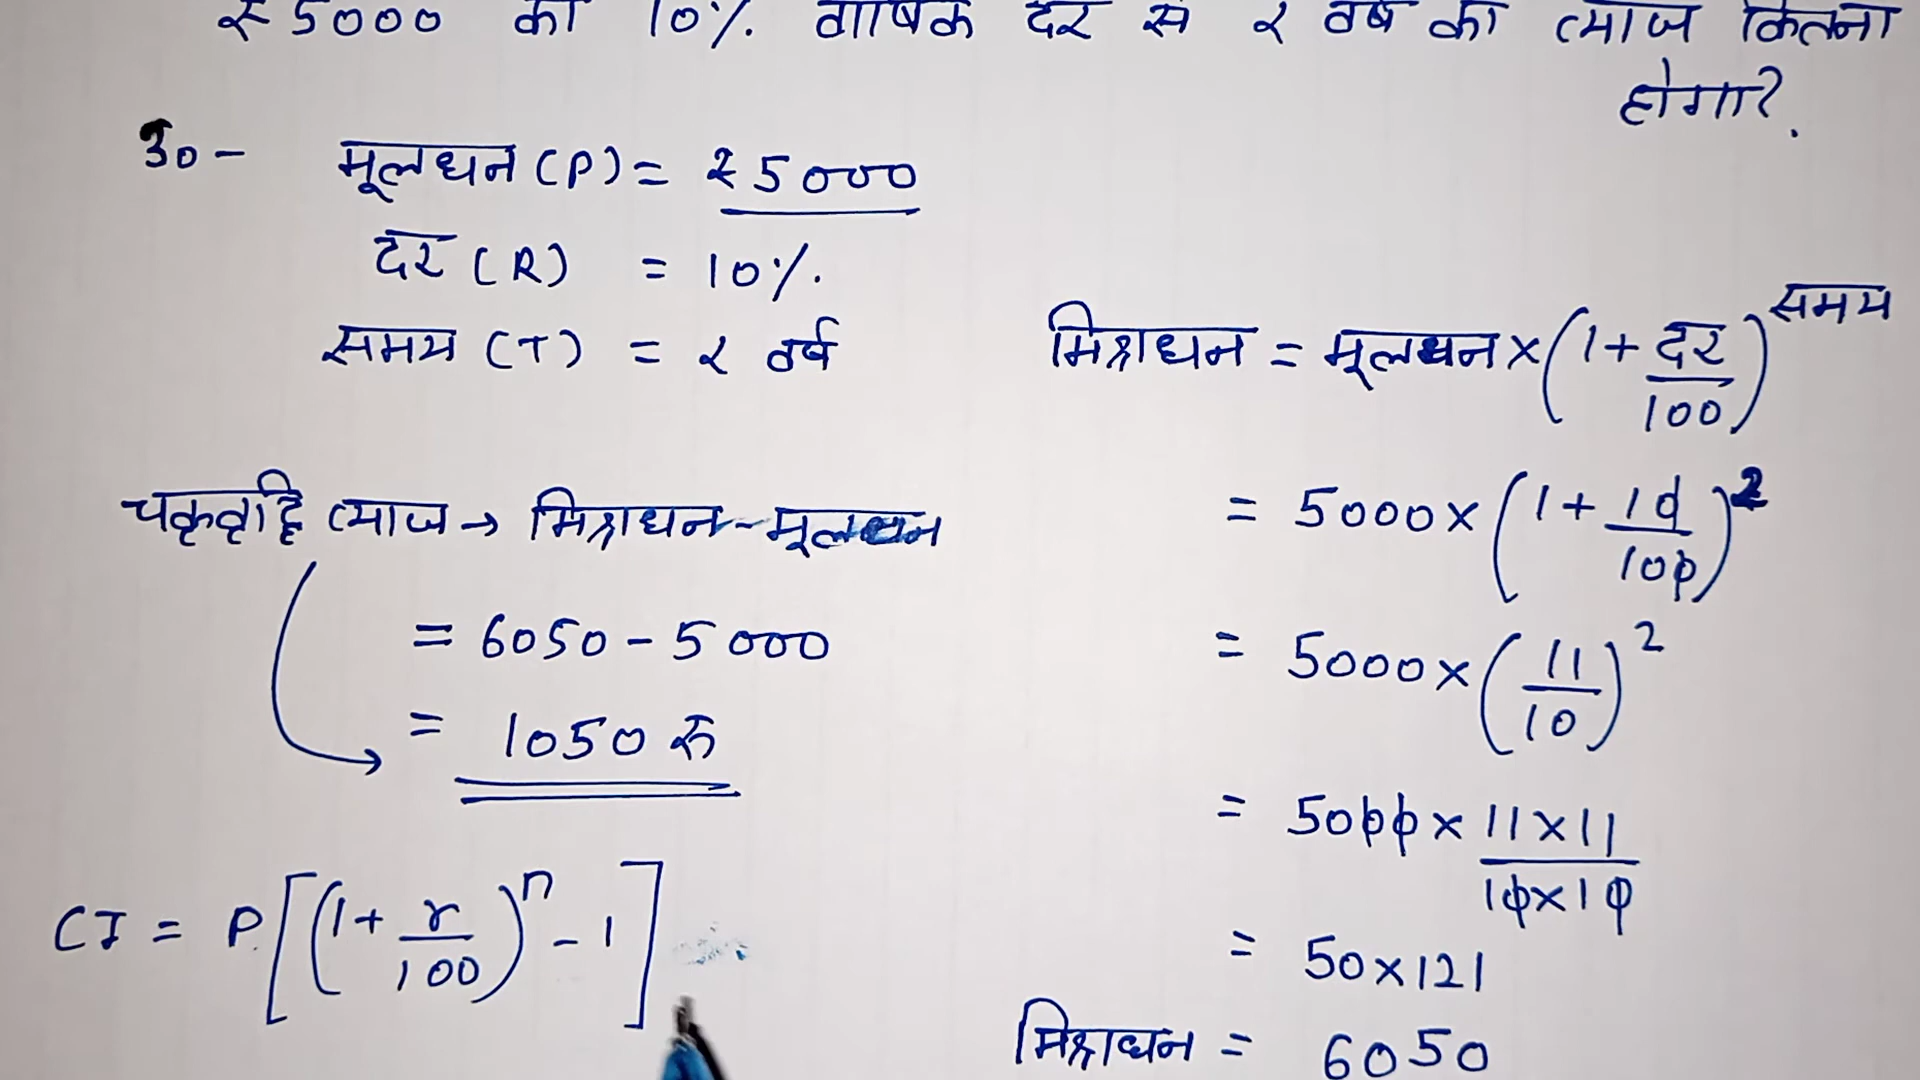 ₹5000 का 10% वार्षिक दर से २ वर्ष का ब्याज कितना
होगा?
उ०- मूलधन (P) = ₹5000
दर (R) = 10%
समय (T) = २ वर्ष
चक्रवृद्धि ब्याज → मिश्रधन - मूलधन
= 6050 - 5000
= 1050 रु
CI = P[(1 + r/100)^n - 1]
मिश्रधन = मूलधन × (1 + दर/100)^समय
= 5000 × (1 + 10/100)^2
= 5000 × (11/10)^2
= 5000 × 11×11/10×10
= 50×121
मिश्रधन = 6050